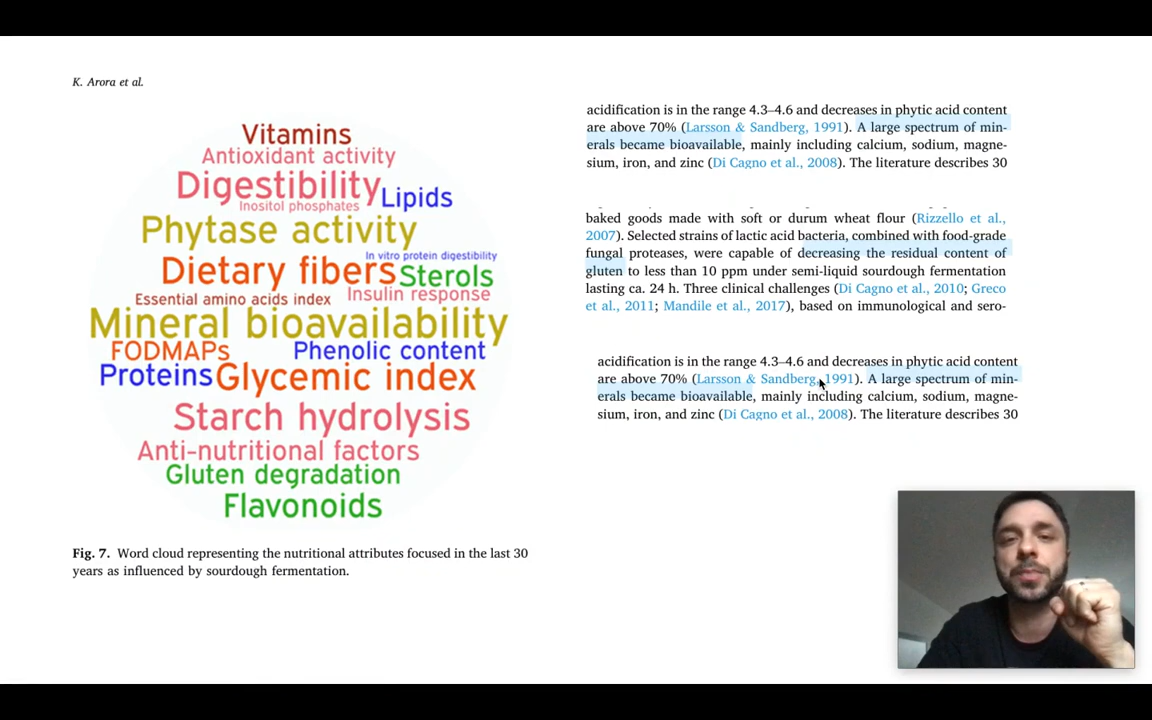 K. Arora et al.
Vitamins
Antioxidant activity
Digestibility
Lipids
Inositol phosphates
Phytase activity
In vitro protein digestibility
Dietary fibers
Sterols
Essential amino acids index
Insulin response
Mineral bioavailability
FODMAPs
Phenolic content
Proteins
Glycemic index
Starch hydrolysis
Anti-nutritional factors
Gluten degradation
Flavonoids
Fig. 7. Word cloud representing the nutritional attributes focused in the last 30
years as influenced by sourdough fermentation.
acidification is in the range 4.3–4.6 and decreases in phytic acid content
are above 70% (Larsson & Sandberg, 1991). A large spectrum of min-
erals became bioavailable, mainly including calcium, sodium, magne-
sium, iron, and zinc (Di Cagno et al., 2008). The literature describes 30
baked goods made with soft or durum wheat flour (Rizzello et al.,
2007). Selected strains of lactic acid bacteria, combined with food-grade
fungal proteases, were capable of decreasing the residual content of
gluten to less than 10 ppm under semi-liquid sourdough fermentation
lasting ca. 24 h. Three clinical challenges (Di Cagno et al., 2010; Greco
et al., 2011; Mandile et al., 2017), based on immunological and sero-
acidification is in the range 4.3–4.6 and decreases in phytic acid content
are above 70% (Larsson & Sandberg, 1991). A large spectrum of min-
erals became bioavailable, mainly including calcium, sodium, magne-
sium, iron, and zinc (Di Cagno et al., 2008). The literature describes 30